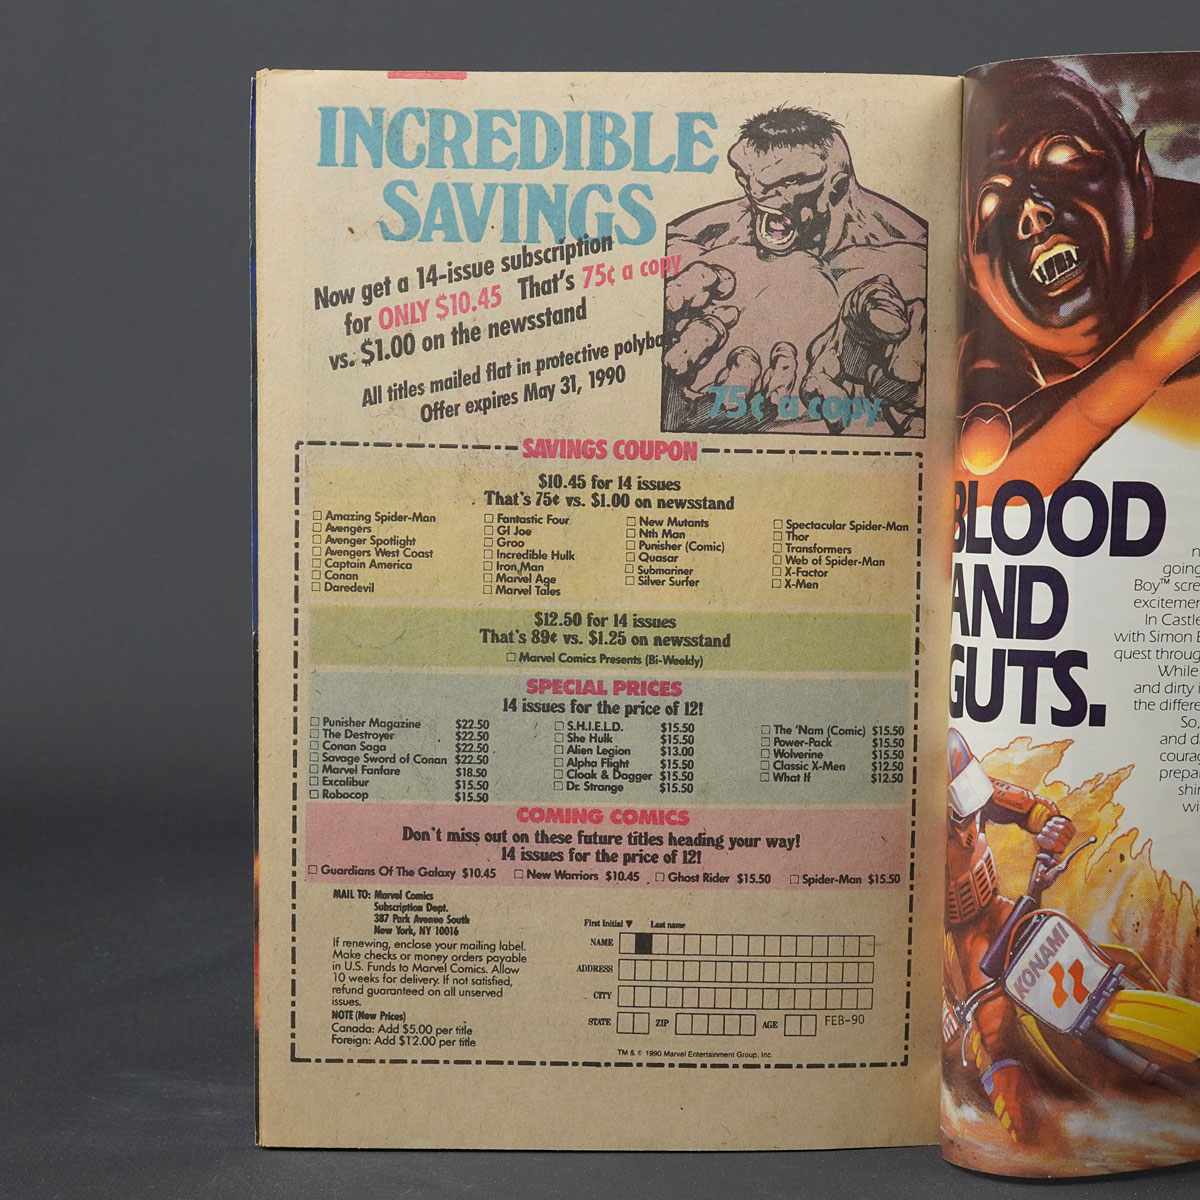 INCREDIBLE
SAVINGS
Now get a 14-issue subscription
for ONLY $10.45 That's 75¢ a copy
vs. $1.00 on the newsstand
All titles mailed flat in protective
Offer expires May 31, 1990
75¢ a copy
SAVINGS COUPON
$10.45 for 14 issues
That's 75¢ vs. $1.00 on newsstand
Amazing Spider-Man
Avengers
Avenger Spotlight
Avengers West Coast
Captain America
Conan
Daredevil
Fantastic Four
GI Joe
Groo
Incredible Hulk
Iron Man
Marvel Age
Marvel Tales
New Mutants
Nth Man
Punisher (Comic)
Quasar
Submariner
Silver Surfer
Spectacular Spider-Man
Thor
Transformers
Web of Spider-Man
X-Factor
X-Men
$12.50 for 14 issues
That's 89¢ vs. $1.25 on newsstand
Marvel Comics Presents (Bi-Weekly)
SPECIAL PRICES
14 issues for the price of 12!
Punisher Magazine $22.50
The Destroyer $22.50
Conan Saga $22.50
Savage Sword of Conan $22.50
Marvel Fanfare $18.50
Excalibur $15.50
Robocop $15.50
S.H.I.E.L.D. $15.50
She Hulk $15.50
Alien Legion $13.00
Alpha Flight $15.50
Cloak & Dagger $15.50
Dr. Strange $15.50
The 'Nam (Comic) $15.50
Power-Pack $15.50
Wolverine $15.50
Classic X-Men $12.50
What If $12.50
COMING COMICS
Don't miss out on these future titles heading your way!
14 issues for the price of 12!
Guardians Of The Galaxy $10.45 New Warriors $10.45 Ghost Rider $15.50 Spider-Man $15.50
MAIL TO: Marvel Comics
Subscription Dept.
387 Park Avenue South
New York, NY 10016
If renewing, enclose your mailing label.
Make checks or money orders payable
in U.S. Funds to Marvel Comics. Allow
10 weeks for delivery. If not satisfied,
refund guaranteed on all unserved
issues.
NOTE (New Prices)
Canada: Add $5.00 per title
Foreign: Add $12.00 per title
First Initial ▼ Last name
NAME
ADDRESS
CITY
STATE ZIP AGE FEB-90
TM & © 1990 Marvel Entertainment Group, Inc.
BLOOD
AND
GUTS.
going
Boy™ scre
excitemen
In Castle
with Simon B
quest through
While
and dirty i
the differe
So,
and da
courag
prepa
shir
wi
KONAMI